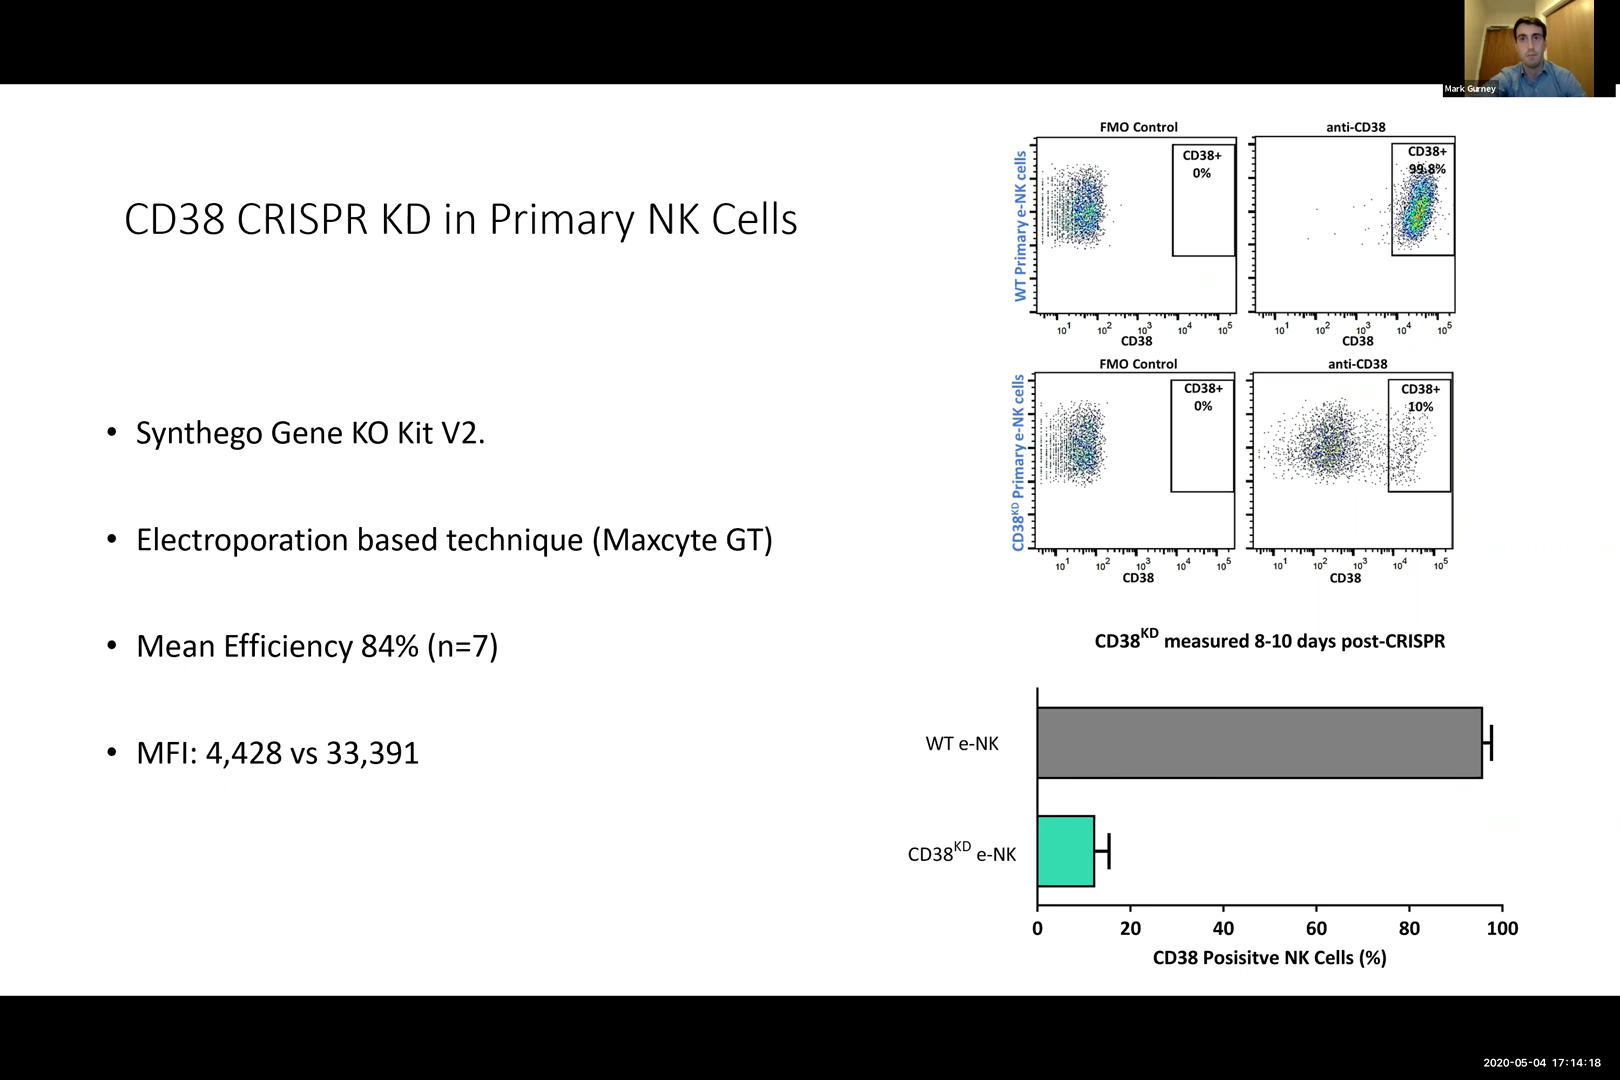 Mark Gurney
CD38 CRISPR KD in Primary NK Cells
• Synthego Gene KO Kit V2.
• Electroporation based technique (Maxcyte GT)
• Mean Efficiency 84% (n=7)
• MFI: 4,428 vs 33,391
FMO Control
anti-CD38
WT Primary e-NK cells
CD38+
0%
CD38+
99.8%
10¹ 10² 10³ 10⁴ 10⁵
CD38
10¹ 10² 10³ 10⁴ 10⁵
CD38
FMO Control
anti-CD38
CD38ᴷᴰ Primary e-NK cells
CD38+
0%
CD38+
10%
10¹ 10² 10³ 10⁴ 10⁵
CD38
10¹ 10² 10³ 10⁴ 10⁵
CD38
CD38ᴷᴰ measured 8-10 days post-CRISPR
WT e-NK
CD38ᴷᴰ e-NK
0 20 40 60 80 100
CD38 Posisitve NK Cells (%)
2020-05-04 17:14:18